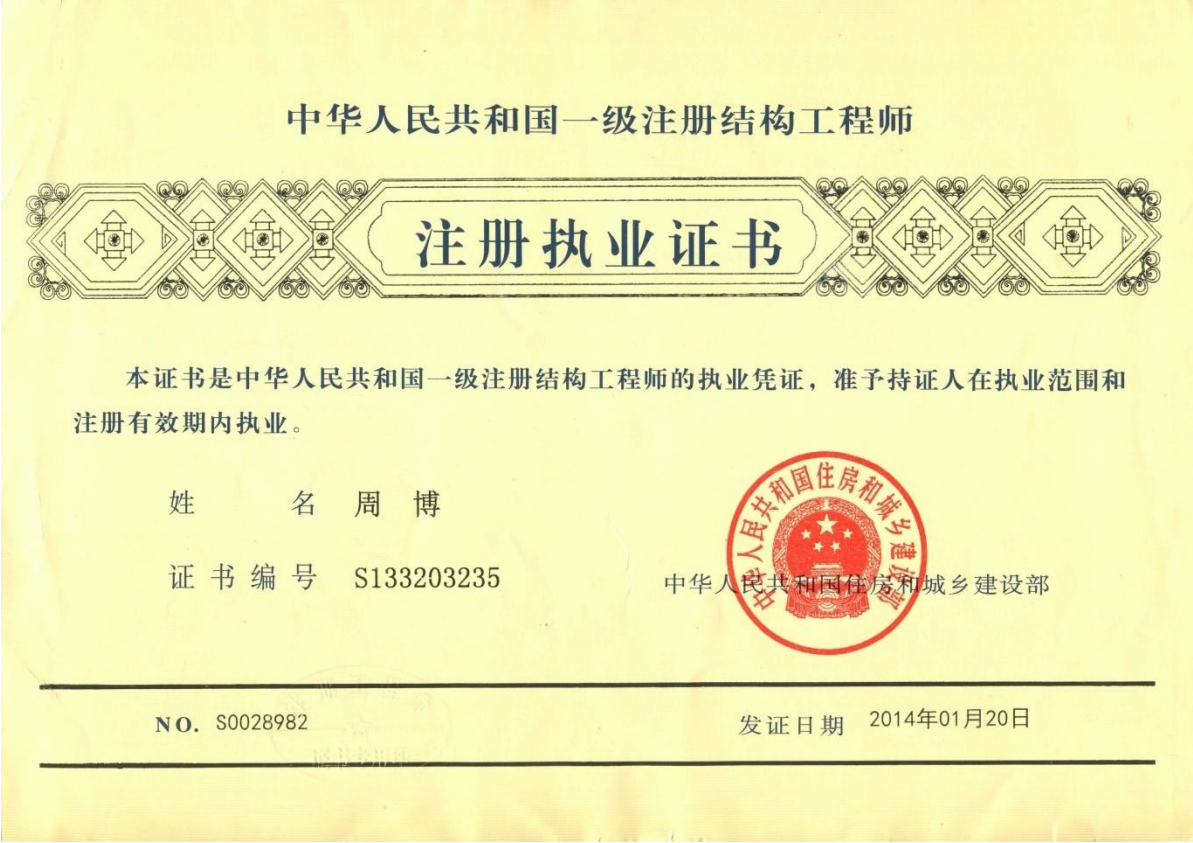 中华人民共和国一级注册结构工程师
注册执业证书
本证书是中华人民共和国一级注册结构工程师的执业凭证，准予持证人在执业范围和
注册有效期内执业。
姓 名 周 博
证书编号 S133203235
中华人民共和国住房和城乡建设部
中华人民共和国住房和城乡建设部
NO. S0028982
发证日期 2014年01月20日